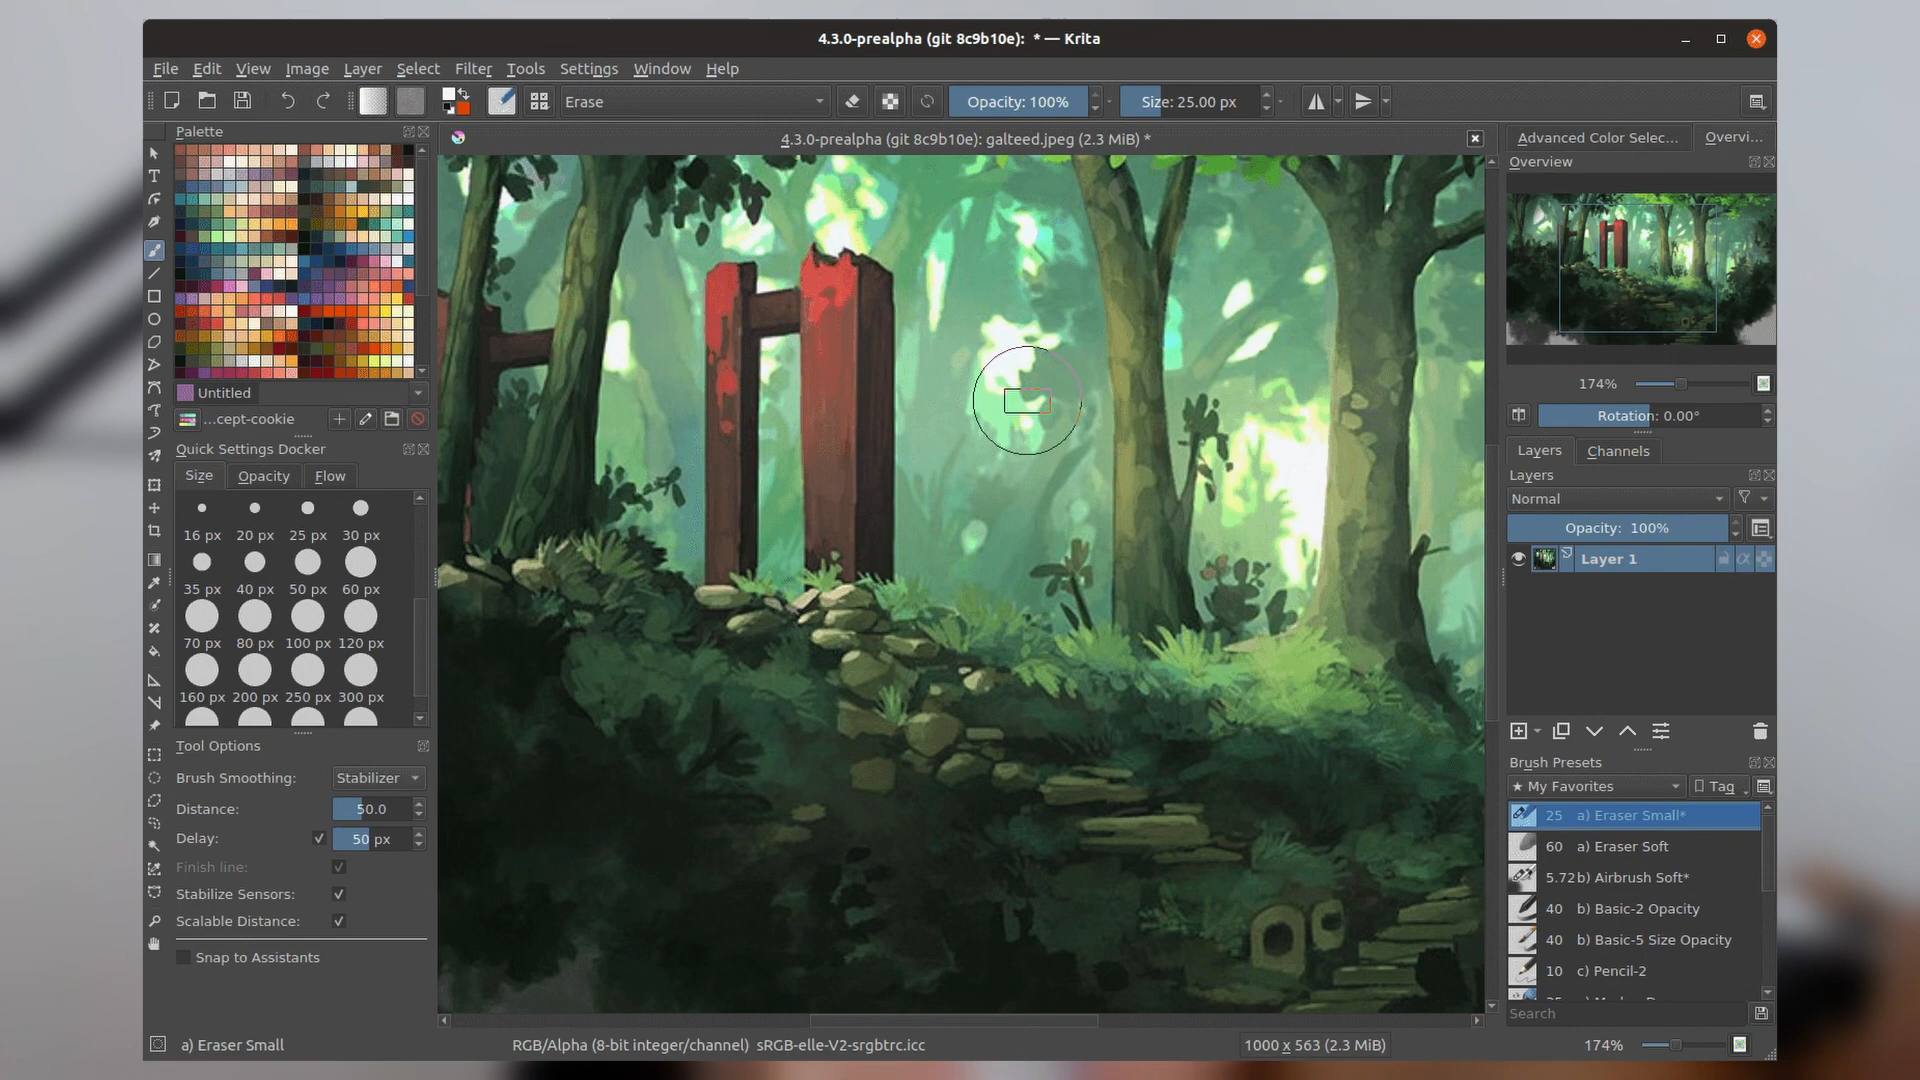 4.3.0-prealpha (git 8c9b10e):  * — Krita
File Edit View Image Layer Select Filter Tools Settings Window Help
Erase
Opacity: 100%
Size: 25.00 px
Palette
Untitled
...cept-cookie
Quick Settings Docker
Size Opacity Flow
16 px 20 px 25 px 30 px
35 px 40 px 50 px 60 px
70 px 80 px 100 px 120 px
160 px 200 px 250 px 300 px
Tool Options
Brush Smoothing: Stabilizer
Distance: 50.0
Delay: 50 px
Finish line:
Stabilize Sensors:
Scalable Distance:
Snap to Assistants
4.3.0-prealpha (git 8c9b10e): galteed.jpeg (2.3 MiB) *
Advanced Color Selec... Overvi...
Overview
174%
Rotation: 0.00°
Layers Channels
Layers
Normal
Opacity: 100%
Layer 1
Brush Presets
★ My Favorites Tag
25 a) Eraser Small*
60 a) Eraser Soft
5.72 b) Airbrush Soft*
40 b) Basic-2 Opacity
40 b) Basic-5 Size Opacity
10 c) Pencil-2
Search
a) Eraser Small
RGB/Alpha (8-bit integer/channel) sRGB-elle-V2-srgbtrc.icc
1000 x 563 (2.3 MiB)
174%